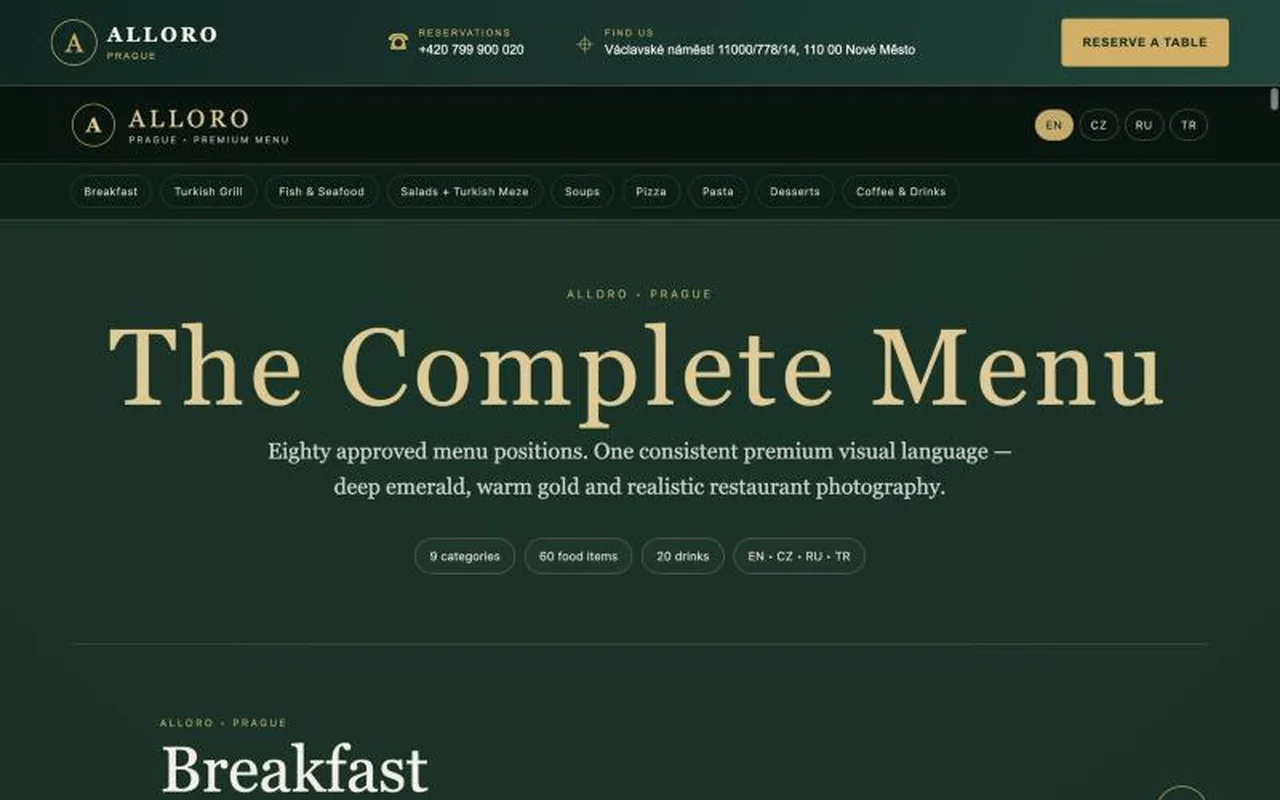 A ALLORO
PRAGUE
RESERVATIONS
+420 799 900 020
FIND US
Václavské náměstí 11000/778/14, 110 00 Nové Město
RESERVE A TABLE
A ALLORO
PRAGUE • PREMIUM MENU
EN CZ RU TR
Breakfast Turkish Grill Fish & Seafood Salads + Turkish Meze Soups Pizza Pasta Desserts Coffee & Drinks
ALLORO • PRAGUE
The Complete Menu
Eighty approved menu positions. One consistent premium visual language —
deep emerald, warm gold and realistic restaurant photography.
9 categories 60 food items 20 drinks EN • CZ • RU • TR
ALLORO • PRAGUE
Breakfast